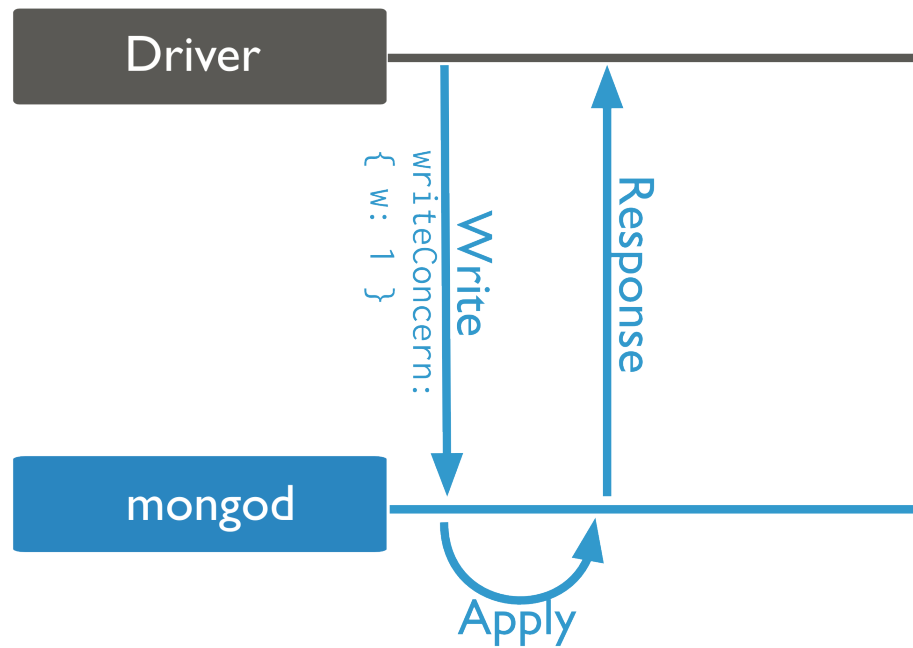 Driver
writeConcern:
{ w: 1 }
Write
Response
mongod
Apply